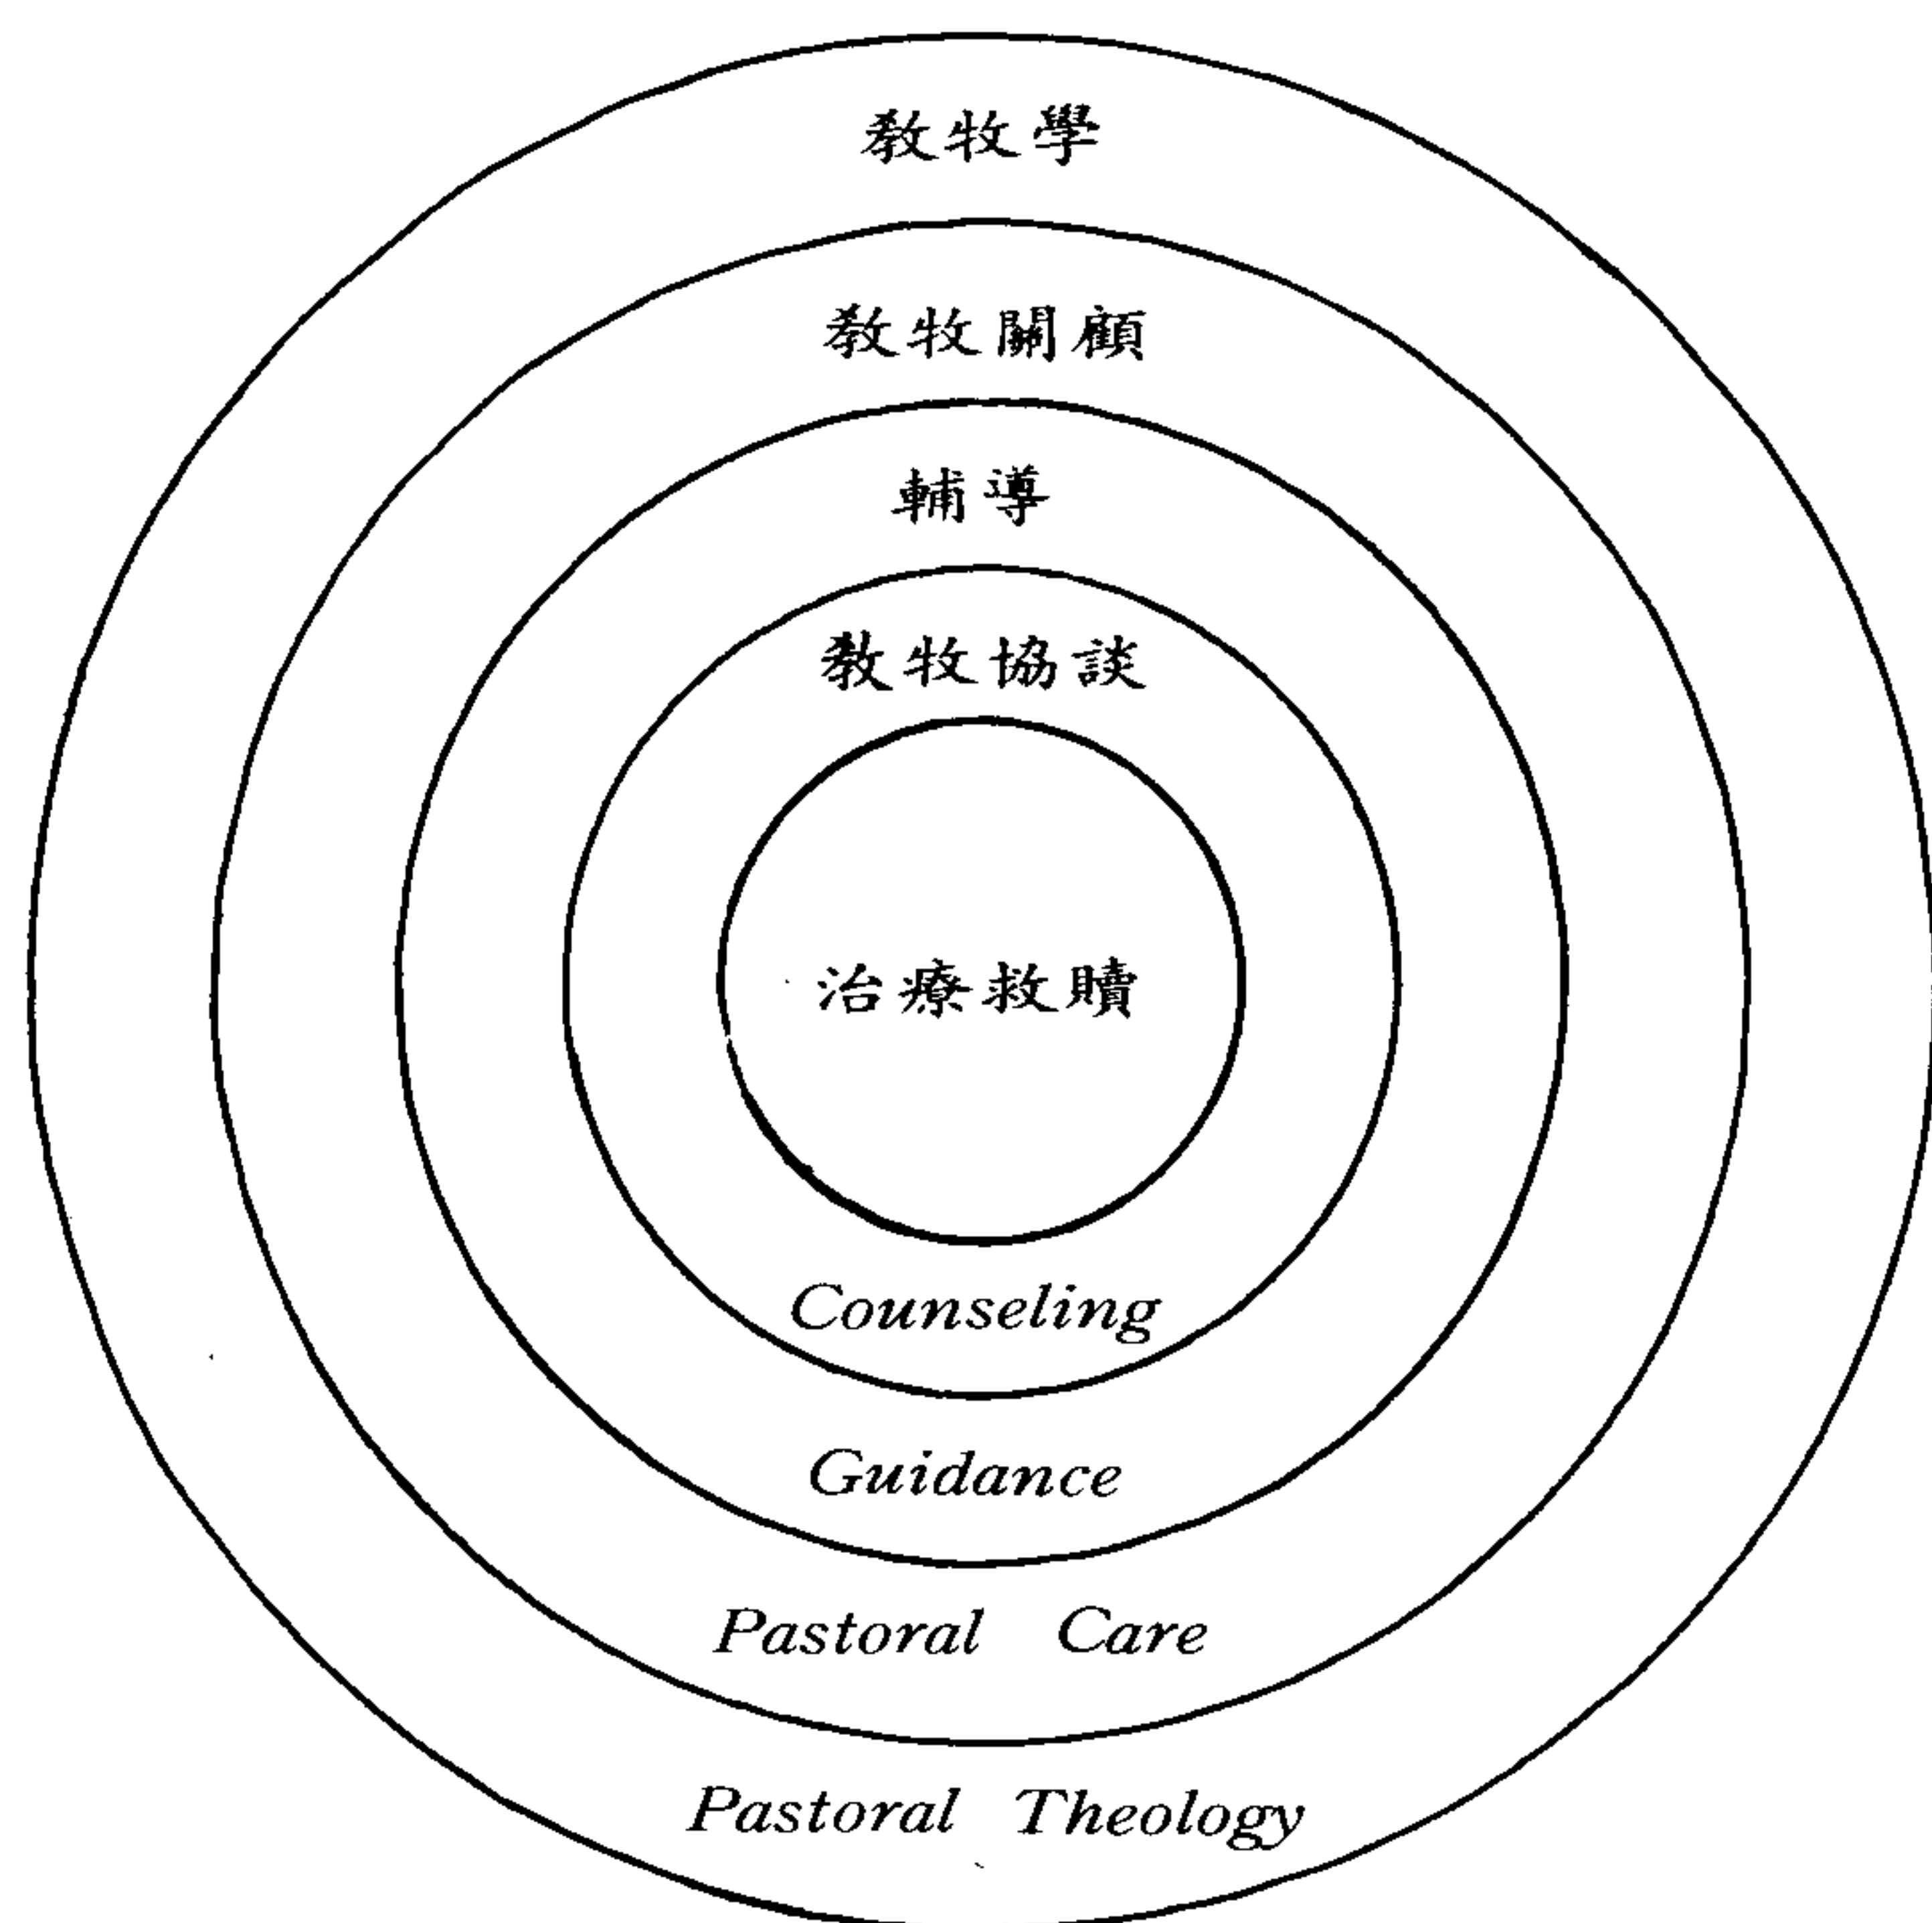 教牧學
教牧關顧
輔導
教牧協談
治療救贖
Counseling
Guidance
Pastoral Care
Pastoral Theology